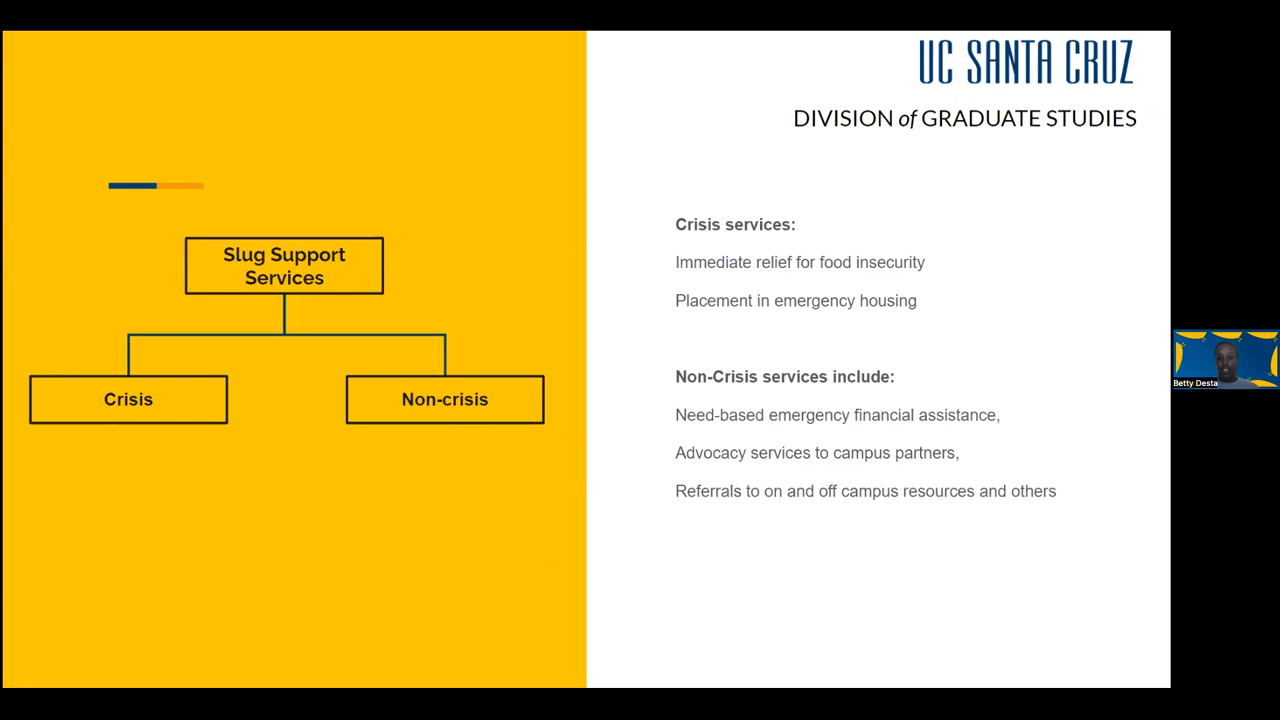 UC SANTA CRUZ
DIVISION of GRADUATE STUDIES
Slug Support
Services
Crisis
Non-crisis
Crisis services:
Immediate relief for food insecurity
Placement in emergency housing
Non-Crisis services include:
Need-based emergency financial assistance,
Advocacy services to campus partners,
Referrals to on and off campus resources and others
Betty Desta